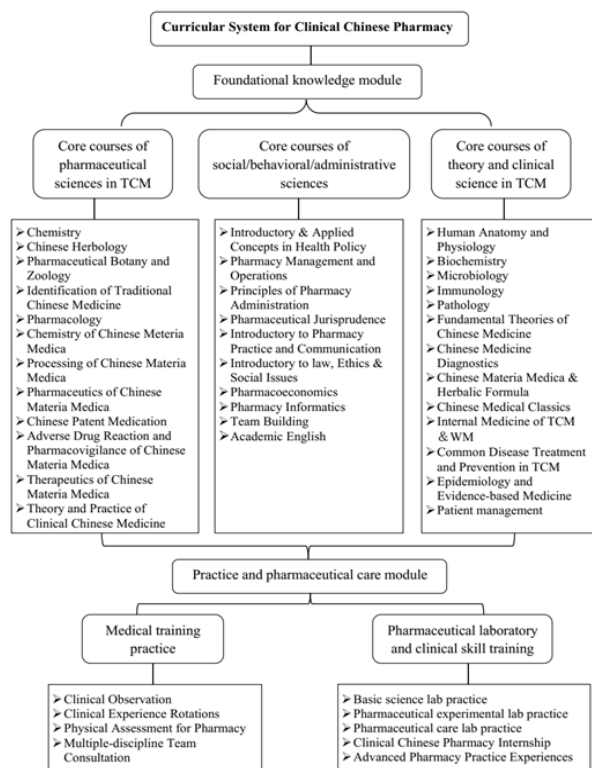 Curricular System for Clinical Chinese Pharmacy
Foundational knowledge module
Core courses of
pharmaceutical
sciences in TCM
➢Chemistry
➢Chinese Herbology
➢Pharmaceutical Botany and
Zoology
➢Identification of Traditional
Chinese Medicine
➢Pharmacology
➢Chemistry of Chinese Meteria
Medica
➢Processing of Chinese Materia
Medica
➢Pharmaceutics of Chinese
Materia Medica
➢Chinese Patent Medication
➢Adverse Drug Reaction and
Pharmacovigilance of Chinese
Materia Medica
➢Therapeutics of Chinese
Materia Medica
➢Theory and Practice of
Clinical Chinese Medicine
Core courses of
social/behavioral/administrative
sciences
➢Introductory & Applied
Concepts in Health Policy
➢Pharmacy Management and
Operations
➢Principles of Pharmacy
Administration
➢Pharmaceutical Jurisprudence
➢Introductory to Pharmacy
Practice and Communication
➢Introductory to law, Ethics &
Social Issues
➢Pharmacoeconomics
➢Pharmacy Informatics
➢Team Building
➢Academic English
Core courses of
theory and clinical
science in TCM
➢Human Anatomy and
Physiology
➢Biochemistry
➢Microbiology
➢Immunology
➢Pathology
➢Fundamental Theories of
Chinese Medicine
➢Chinese Medicine
Diagnostics
➢Chinese Materia Medica &
Herbalic Formula
➢Chinese Medical Classics
➢Internal Medicine of TCM
& WM
➢Common Disease Treatment
and Prevention in TCM
➢Epidemiology and
Evidence-based Medicine
➢Patient management
Practice and pharmaceutical care module
Medical training
practice
➢Clinical Observation
➢Clinical Experience Rotations
➢Physical Assessment for Pharmacy
➢Multiple-discipline Team
Consultation
Pharmaceutical laboratory
and clinical skill training
➢Basic science lab practice
➢Pharmaceutical experimental lab practice
➢Pharmaceutical care lab practice
➢Clinical Chinese Pharmacy Internship
➢Advanced Pharmacy Practice Experiences